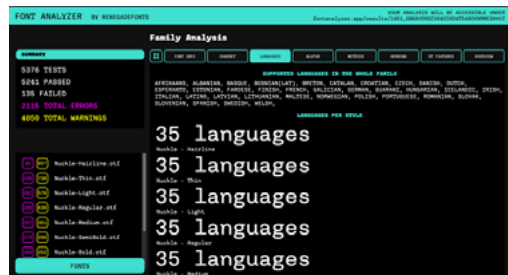 FONT ANALYZER BY RENEGADEFONTS
YOUR ANALYSIS WILL BE ACCESSIBLE UNDER
Family Analysis
SUMMARY
FONT INFO
CHARSET
LANGUAGES
GLYPHS
METRICS
KERNING
OT FEATURES
OVERVIEW
5376 TESTS
5241 PASSED
135 FAILED
2115 TOTAL ERRORS
4050 TOTAL WARNINGS
SUPPORTED LANGUAGES IN THE WHOLE FAMILY
AFRIKAANS, ALBANIAN, BASQUE, BOSNIAN(LAT), BRETON, CATALAN, CROATIAN, CZECH, DANISH, DUTCH,
ESPERANTO, ESTONIAN, FAROESE, FINNISH, FRENCH, GALICIAN, GERMAN, GUARANI, HUNGARIAN, ICELANDIC, IRISH,
ITALIAN, LATINO, LATVIAN, LITHUANIAN, MALTESE, NORWEGIAN, POLISH, PORTUGUESE, ROMANIAN, SLOVAK,
SLOVENIAN, SPANISH, SWEDISH, WELSH,
LANGUAGES PER STYLE
35 languages
Nuckle - Hairline
35 languages
Nuckle - Thin
35 languages
Nuckle - Light
35 languages
Nuckle - Regular
35 languages
Nuckle - Medium
Nuckle-Hairline.otf
Nuckle-Thin.otf
Nuckle-Light.otf
Nuckle-Regular.otf
Nuckle-Medium.otf
Nuckle-SemiBold.otf
Nuckle-Bold.otf
FONTS